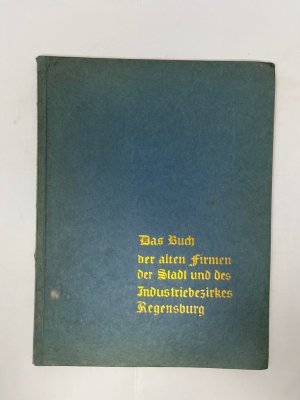 Das Buch
der alten Firmen
der Stadt und des
Industriebezirkes
Regensburg